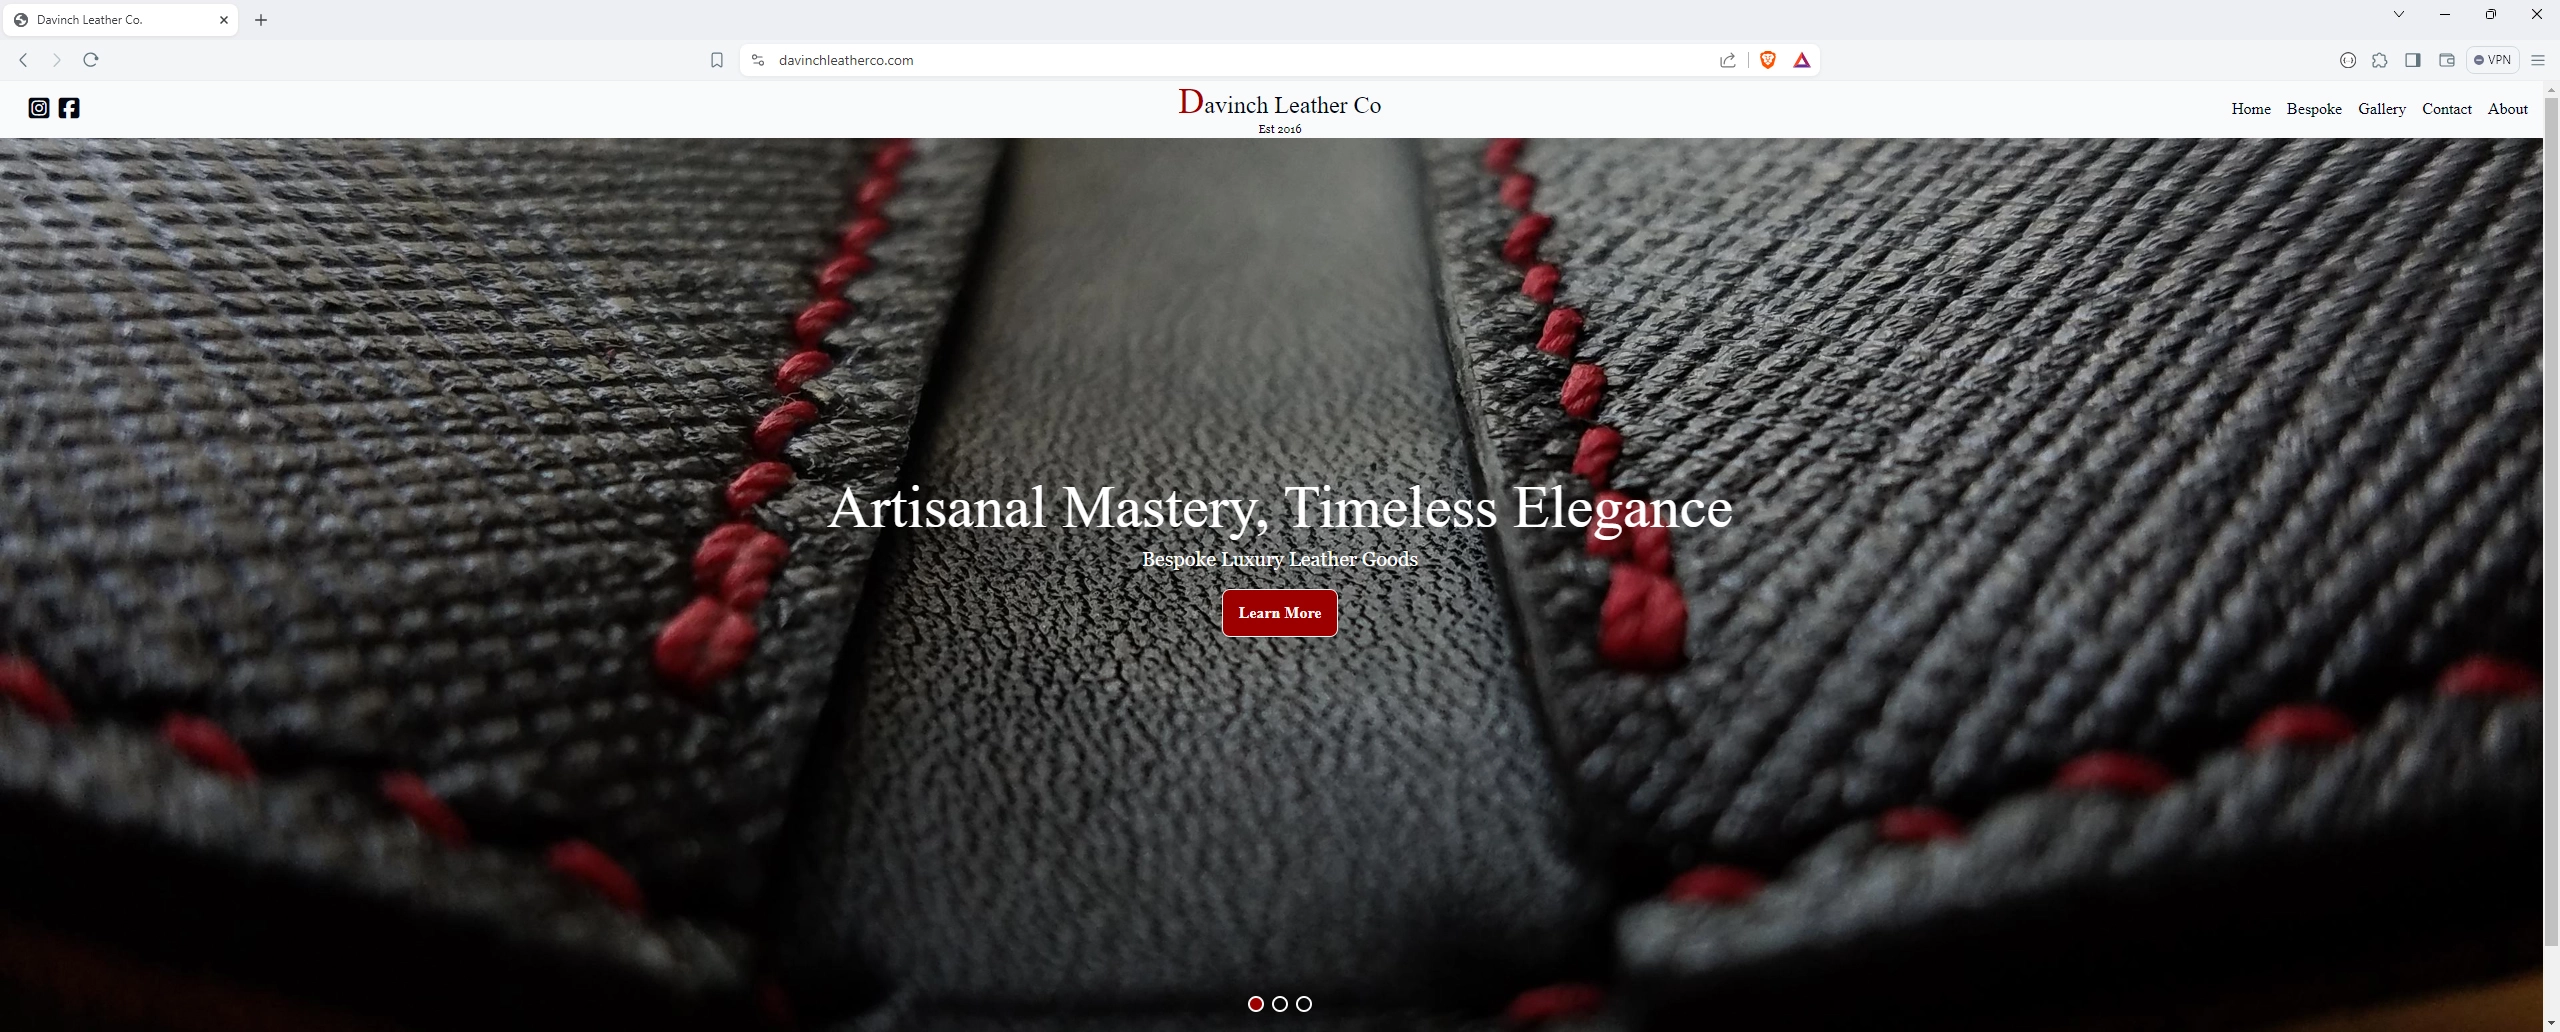 Davinch Leather Co.
davinchleatherco.com
VPN
Davinch Leather Co
Est 2016
Home Bespoke Gallery Contact About
Artisanal Mastery, Timeless Elegance
Bespoke Luxury Leather Goods
Learn More